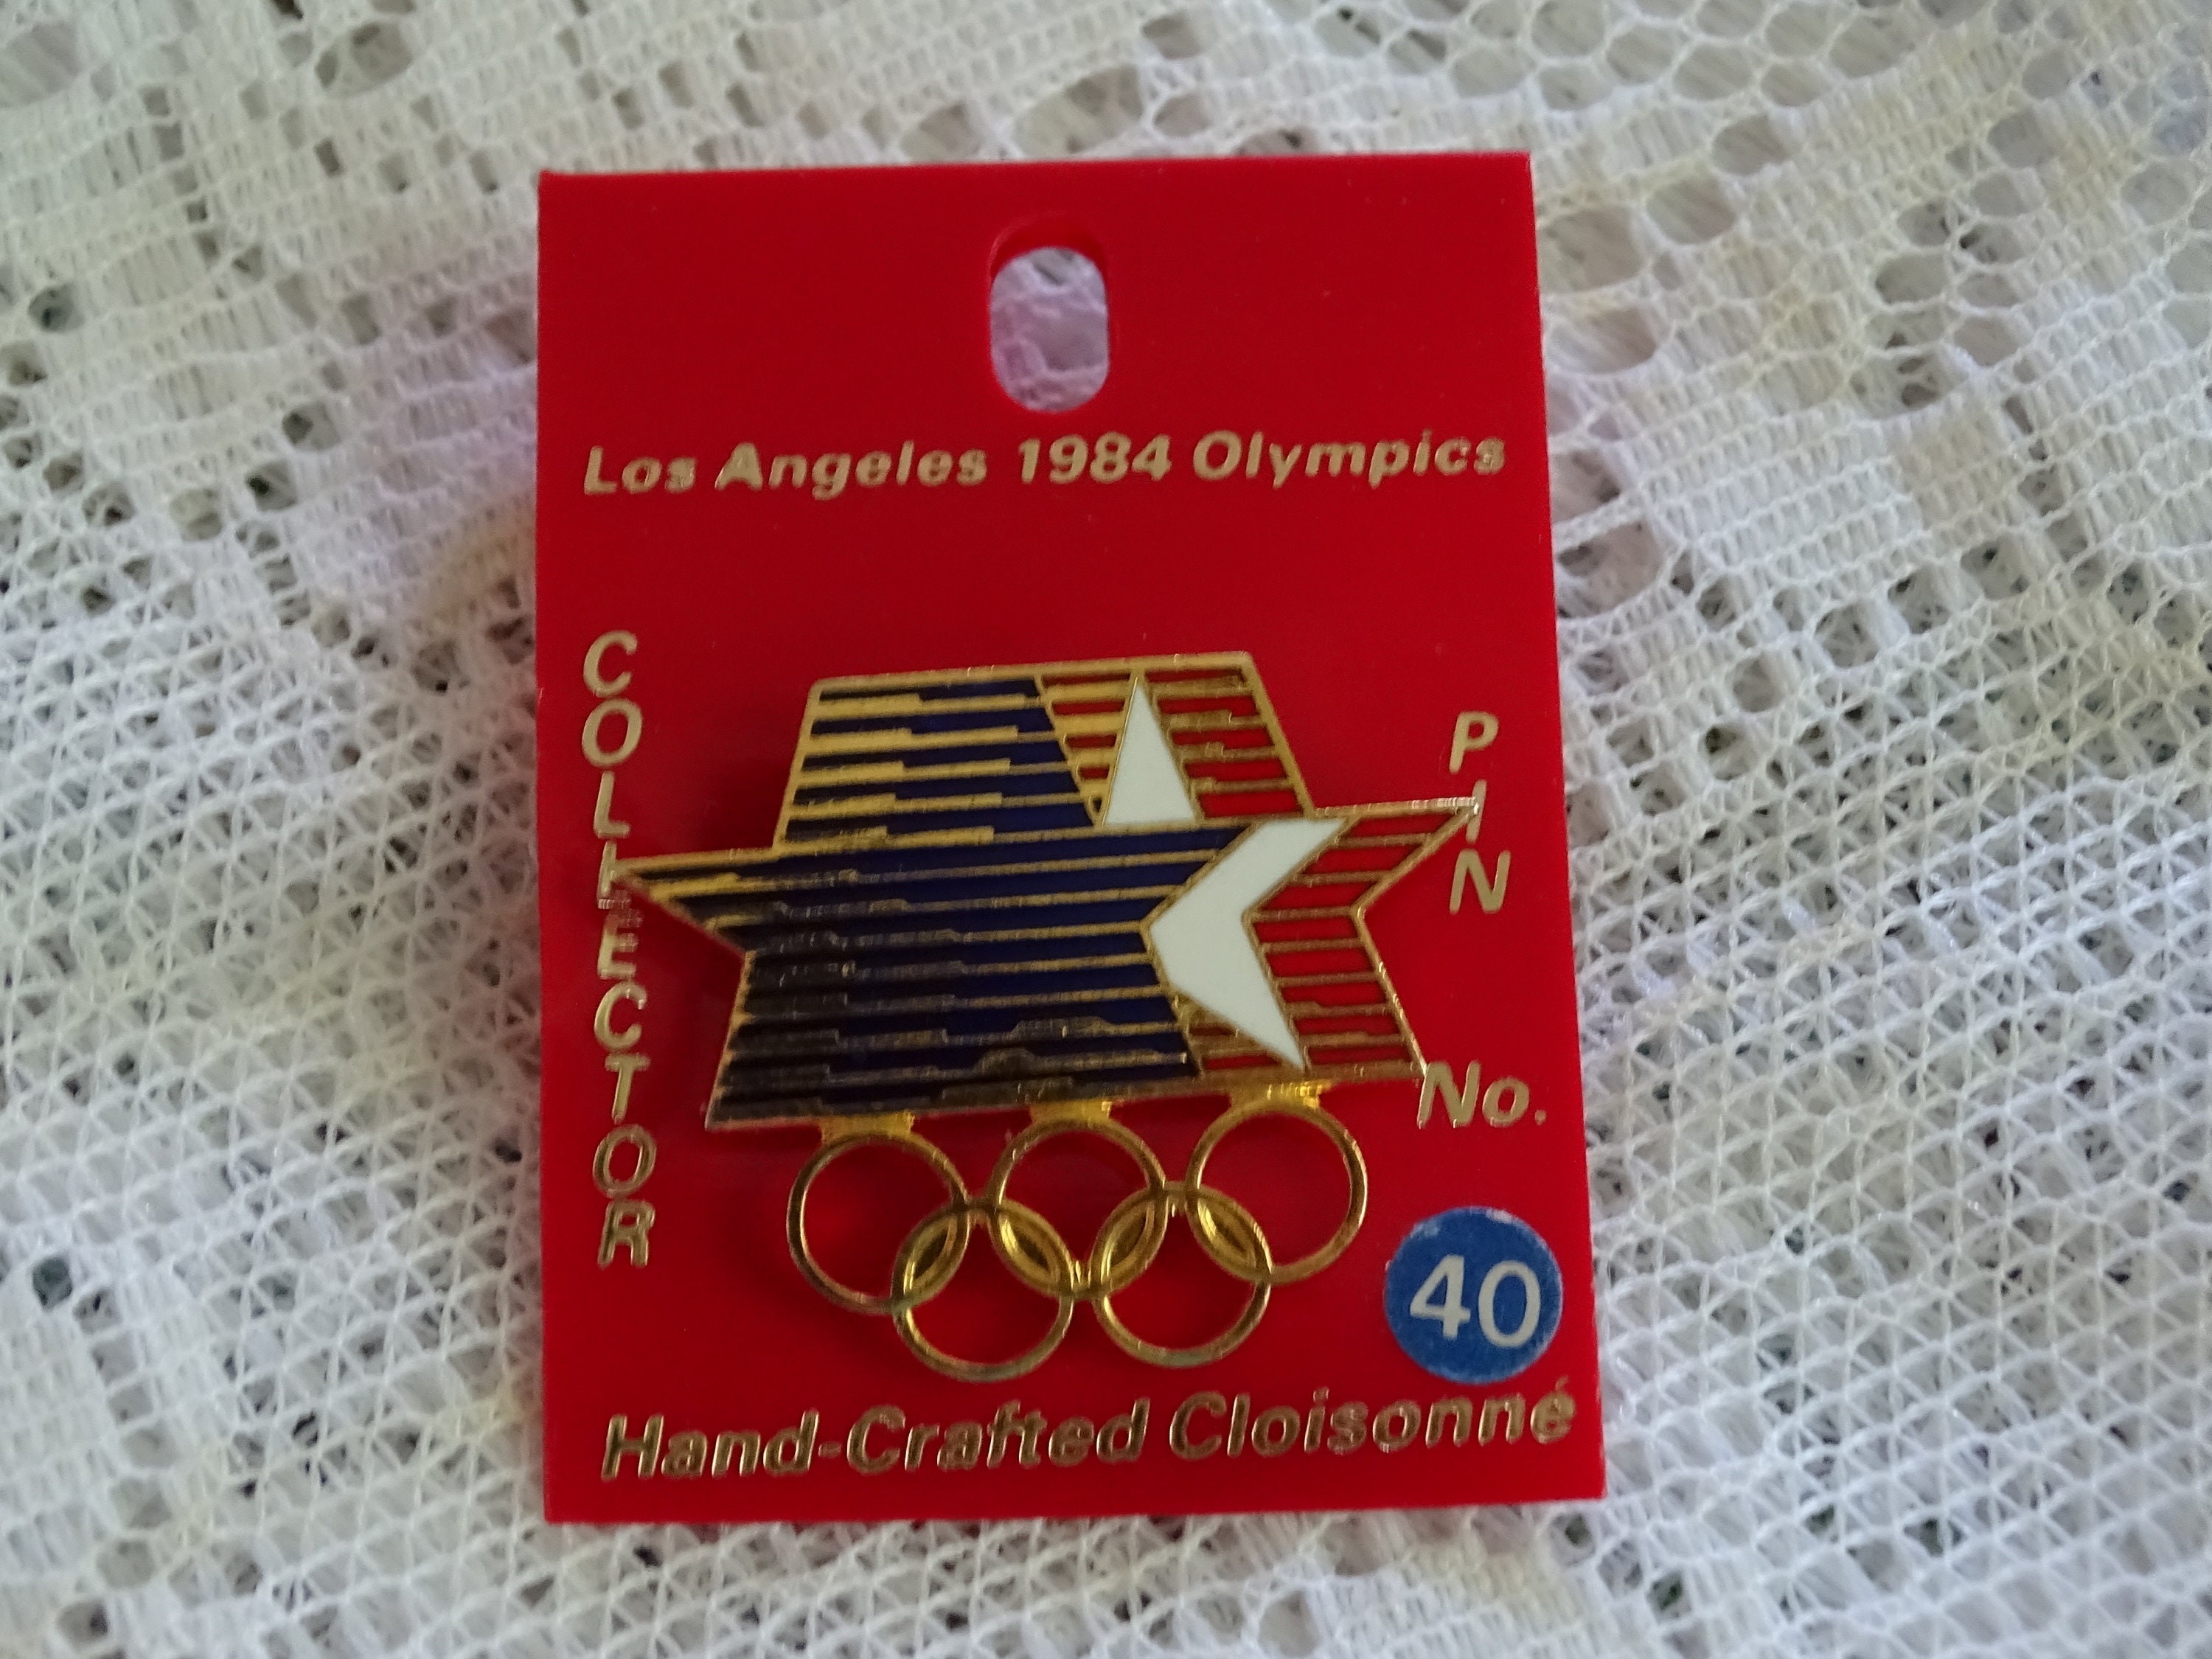 Los Angeles 1984 Olympics
COLLECTOR
PIN
No.
40
Hand-Crafted Cloisonné